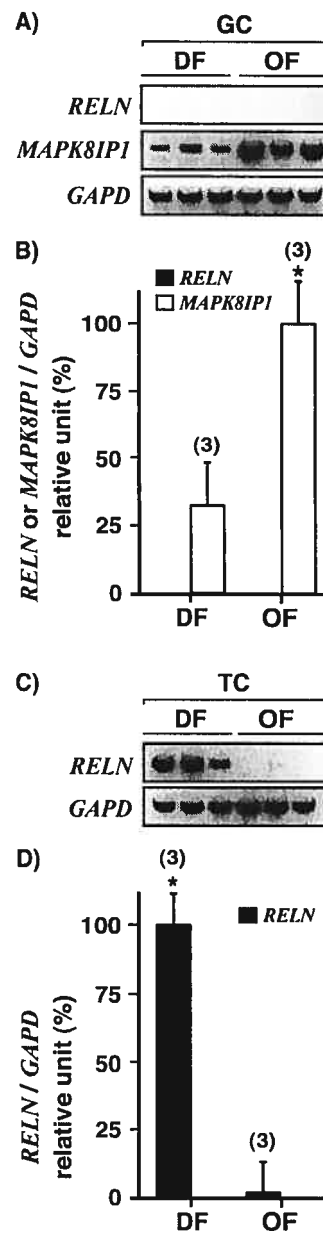 A)
GC
DF OF
RELN
MAPK8IP1
GAPD
B)
RELN or MAPK8IP1 / GAPD
relative unit (%)
RELN
MAPK8IP1
(3)
*
(3)
100
75
50
25
0
DF OF
C)
TC
DF OF
RELN
GAPD
D)
RELN / GAPD
relative unit (%)
(3)
*
RELN
(3)
100
75
50
25
0
DF OF